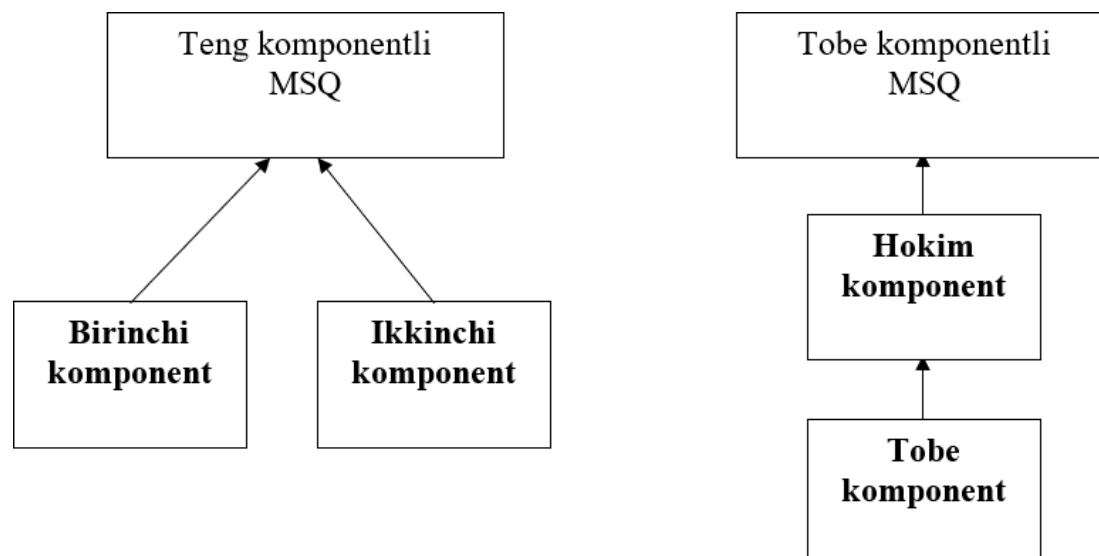 Teng komponentli
MSQ
Tobe komponentli
MSQ
Birinchi
komponent
Ikkinchi
komponent
Hokim
komponent
Tobe
komponent